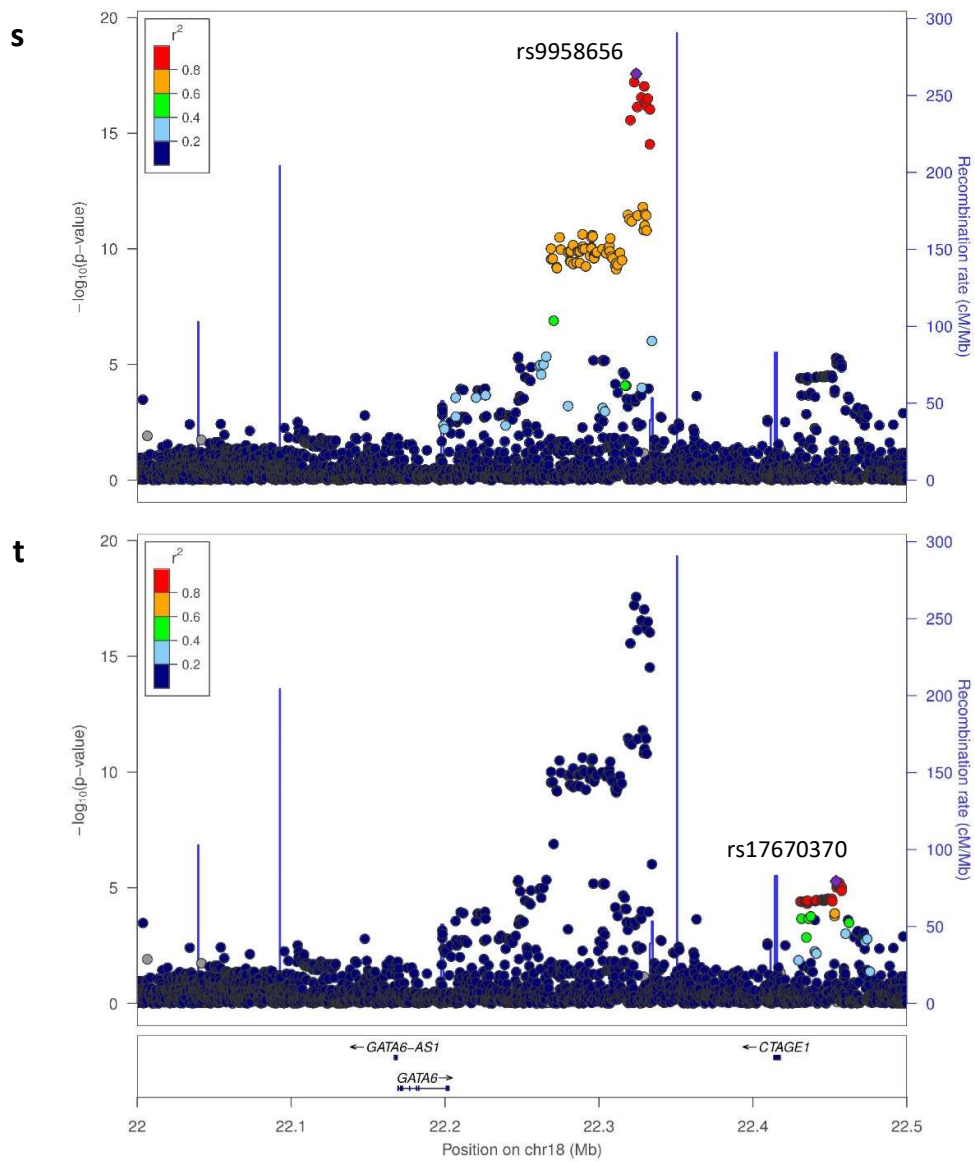 s
20
15
10
5
0
−log10(p−value)
r2
0.8
0.6
0.4
0.2
rs9958656
300
250
200
150
100
50
0
Recombination rate (cM/Mb)
t
20
15
10
5
0
−log10(p−value)
r2
0.8
0.6
0.4
0.2
rs17670370
300
250
200
150
100
50
0
Recombination rate (cM/Mb)
← GATA6−AS1
← CTAGE1
GATA6 →
22 22.1 22.2 22.3 22.4 22.5
Position on chr18 (Mb)